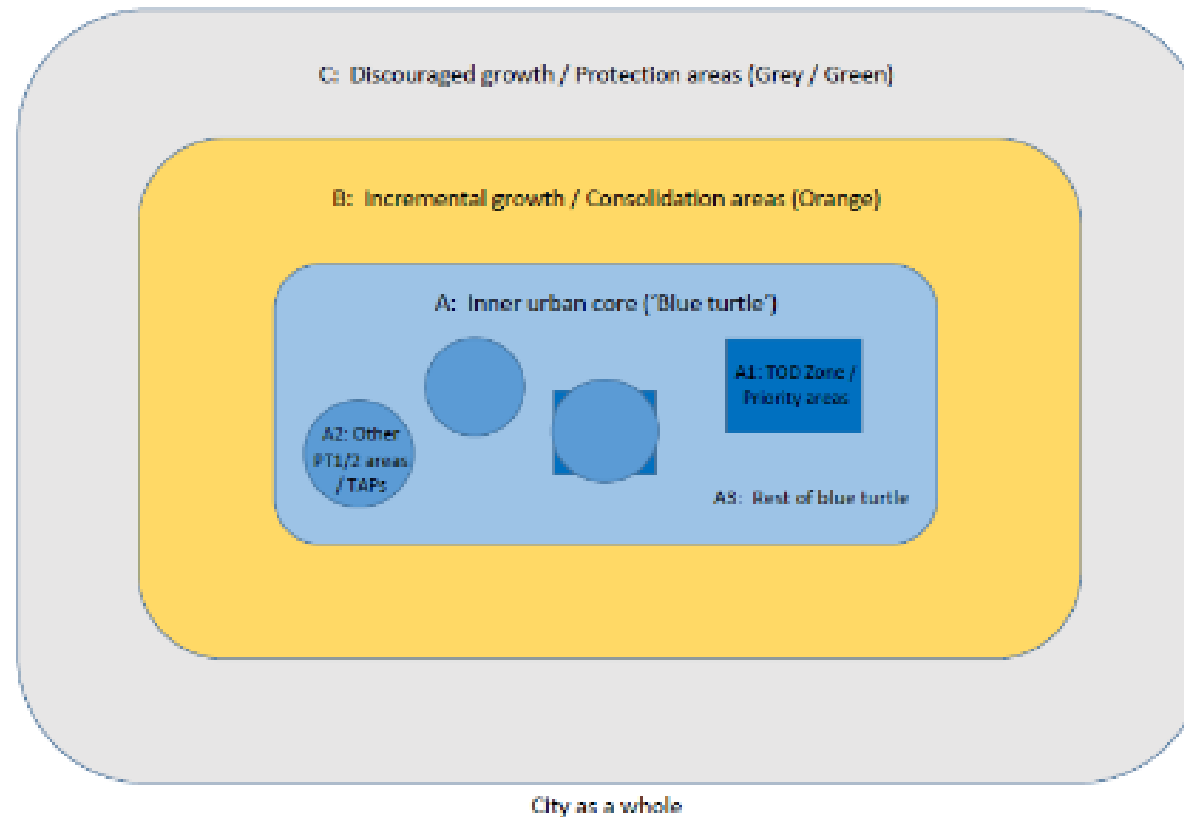 C: Discouraged growth / Protection areas (Grey / Green)
B: Incremental growth / Consolidation areas (Orange)
A: Inner urban core ('Blue turtle')
A1: TOD Zone /
Priority areas
A2: Other
PT1/2 areas
/ TAPs
A3: Rest of blue turtle
City as a whole